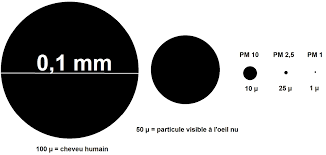 0,1 mm
PM 10 PM 2,5 PM 1
10 µ 25 µ 1 µ
50 µ = particule visible à l'oeil nu
100 µ = cheveu humain